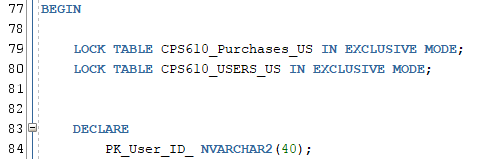 77 BEGIN
78
79 LOCK TABLE CPS610_Purchases_US IN EXCLUSIVE MODE;
80 LOCK TABLE CPS610_USERS_US IN EXCLUSIVE MODE;
81
82
83 DECLARE
84 PK_User_ID_ NVARCHAR2(40);